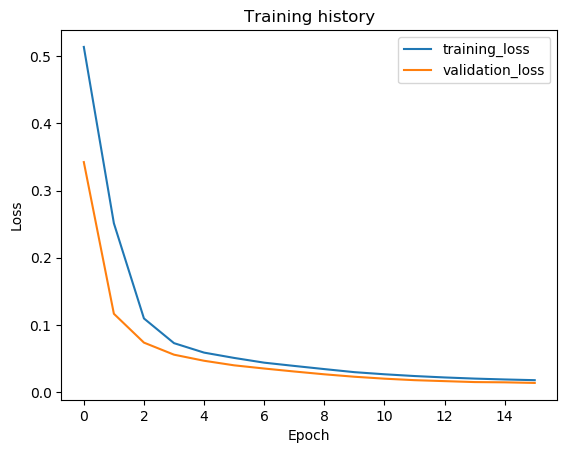 Training history
training_loss
validation_loss
Loss
0.5
0.4
0.3
0.2
0.1
0.0
0 2 4 6 8 10 12 14
Epoch